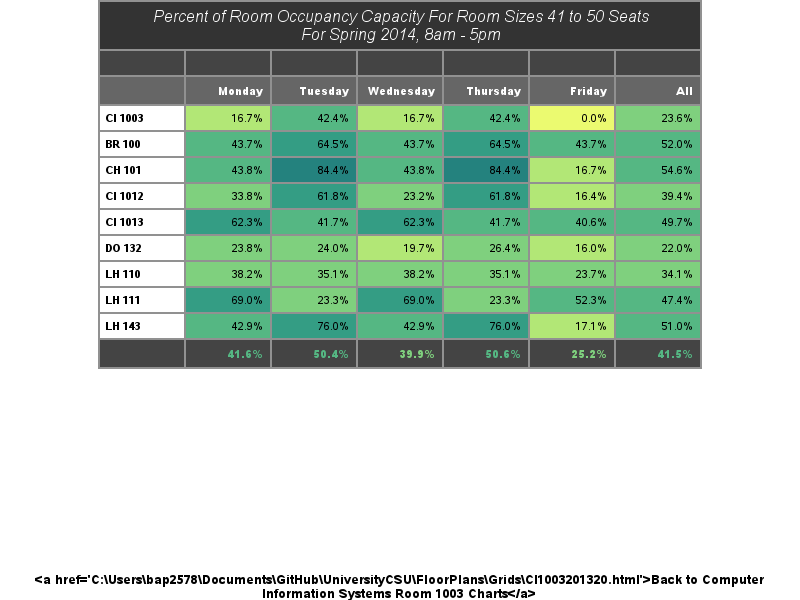 Percent of Room Occupancy Capacity For Room Sizes 41 to 50 Seats
For Spring 2014, 8am - 5pm
Monday Tuesday Wednesday Thursday Friday All
CI 1003 16.7% 42.4% 16.7% 42.4% 0.0% 23.6%
BR 100 43.7% 64.5% 43.7% 64.5% 43.7% 52.0%
CH 101 43.8% 84.4% 43.8% 84.4% 16.7% 54.6%
CI 1012 33.8% 61.8% 23.2% 61.8% 16.4% 39.4%
CI 1013 62.3% 41.7% 62.3% 41.7% 40.6% 49.7%
DO 132 23.8% 24.0% 19.7% 26.4% 16.0% 22.0%
LH 110 38.2% 35.1% 38.2% 35.1% 23.7% 34.1%
LH 111 69.0% 23.3% 69.0% 23.3% 52.3% 47.4%
LH 143 42.9% 76.0% 42.9% 76.0% 17.1% 51.0%
41.6% 50.4% 39.9% 50.6% 25.2% 41.5%
<a href='C:\Users\bap2578\Documents\GitHub\UniversityCSU\FloorPlans\Grids\CI1003201320.html'>Back to Computer
Information Systems Room 1003 Charts</a>